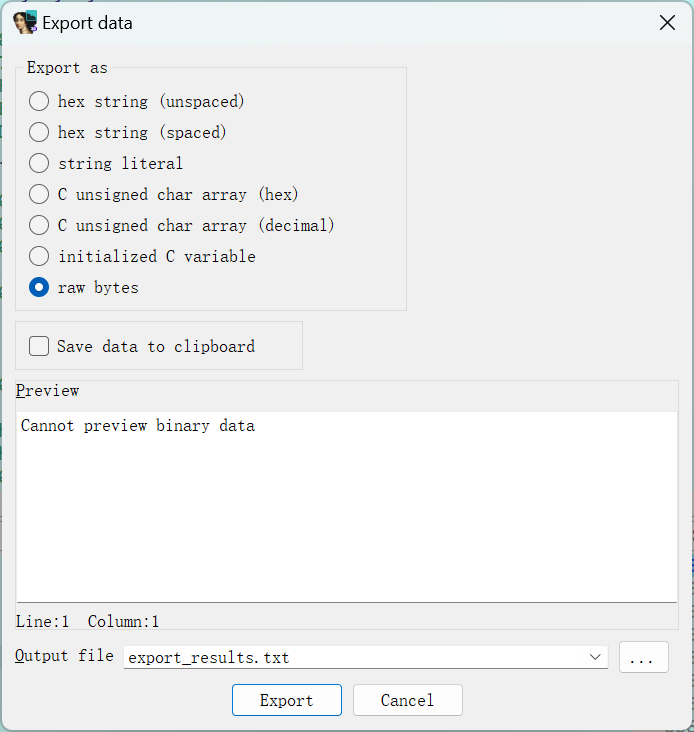 Export data
Export as
hex string (unspaced)
hex string (spaced)
string literal
C unsigned char array (hex)
C unsigned char array (decimal)
initialized C variable
raw bytes
Save data to clipboard
Preview
Cannot preview binary data
Line:1 Column:1
Output file export_results.txt ...
Export Cancel